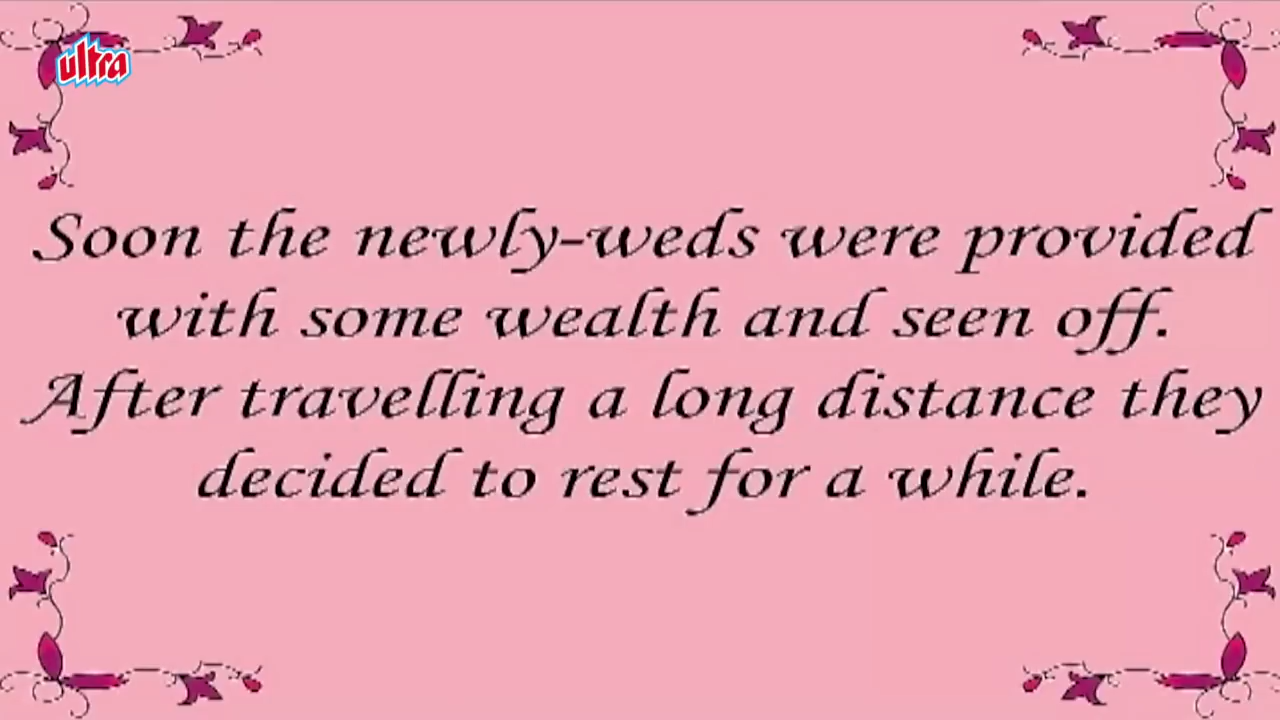 ultra
Soon the newly-weds were provided
with some wealth and seen off.
After travelling a long distance they
decided to rest for a while.